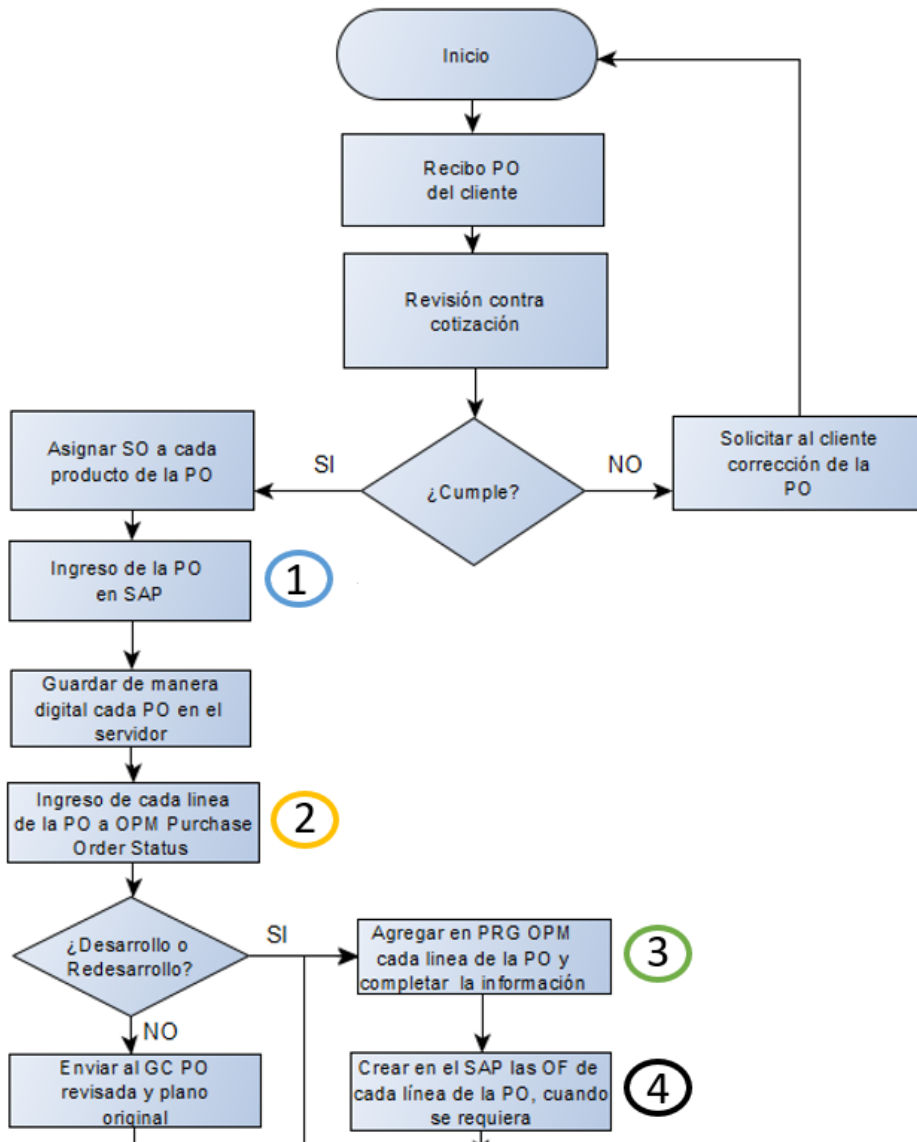 Inicio
Recibo PO
del cliente
Revisión contra
cotización
¿Cumple?
SI
NO
Solicitar al cliente
corrección de la
PO
Asignar SO a cada
producto de la PO
Ingreso de la PO
en SAP
1
Guardar de manera
digital cada PO en el
servidor
Ingreso de cada linea
de la PO a OPM Purchase
Order Status
2
¿Desarrollo o
Redesarrollo?
SI
NO
Agregar en PRG OPM
cada linea de la PO y
completar la información
3
Enviar al GC PO
revisada y plano
original
Crear en el SAP las OF de
cada línea de la PO, cuando
se requiera
4